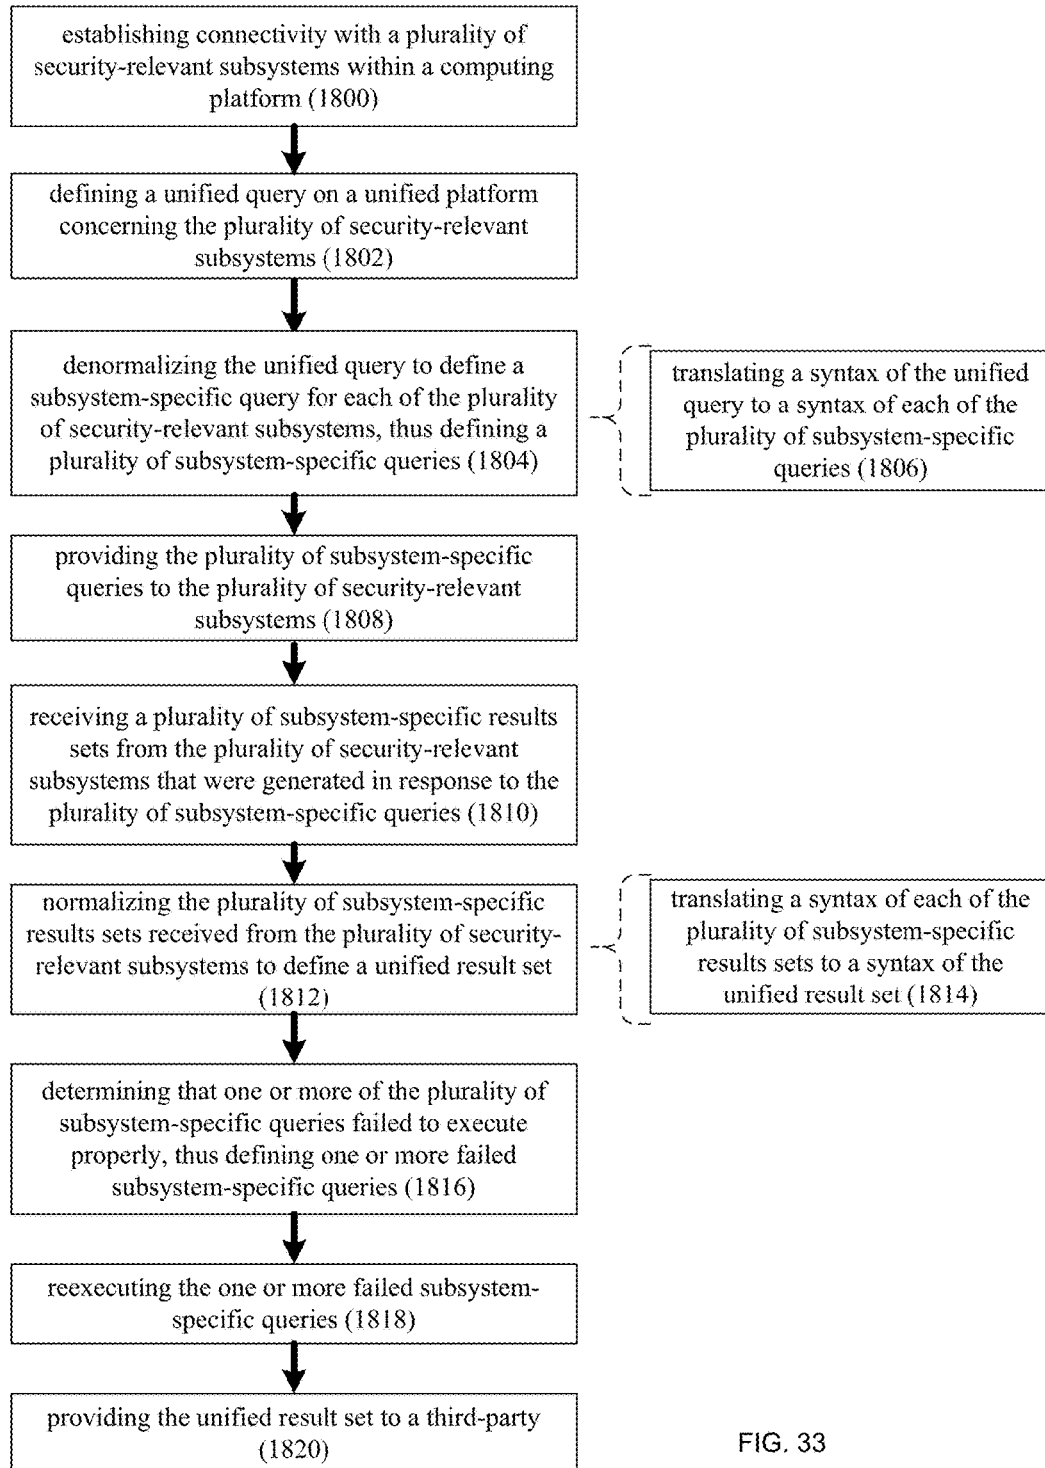 establishing connectivity with a plurality of
security-relevant subsystems within a computing
platform (1800)
defining a unified query on a unified platform
concerning the plurality of security-relevant
subsystems (1802)
denormalizing the unified query to define a
subsystem-specific query for each of the plurality
of security-relevant subsystems, thus defining a
plurality of subsystem-specific queries (1804)
translating a syntax of the unified
query to a syntax of each of the
plurality of subsystem-specific
queries (1806)
providing the plurality of subsystem-specific
queries to the plurality of security-relevant
subsystems (1808)
receiving a plurality of subsystem-specific results
sets from the plurality of security-relevant
subsystems that were generated in response to the
plurality of subsystem-specific queries (1810)
normalizing the plurality of subsystem-specific
results sets received from the plurality of security-
relevant subsystems to define a unified result set
(1812)
translating a syntax of each of the
plurality of subsystem-specific
results sets to a syntax of the
unified result set (1814)
determining that one or more of the plurality of
subsystem-specific queries failed to execute
properly, thus defining one or more failed
subsystem-specific queries (1816)
reexecuting the one or more failed subsystem-
specific queries (1818)
providing the unified result set to a third-party
(1820)
FIG. 33